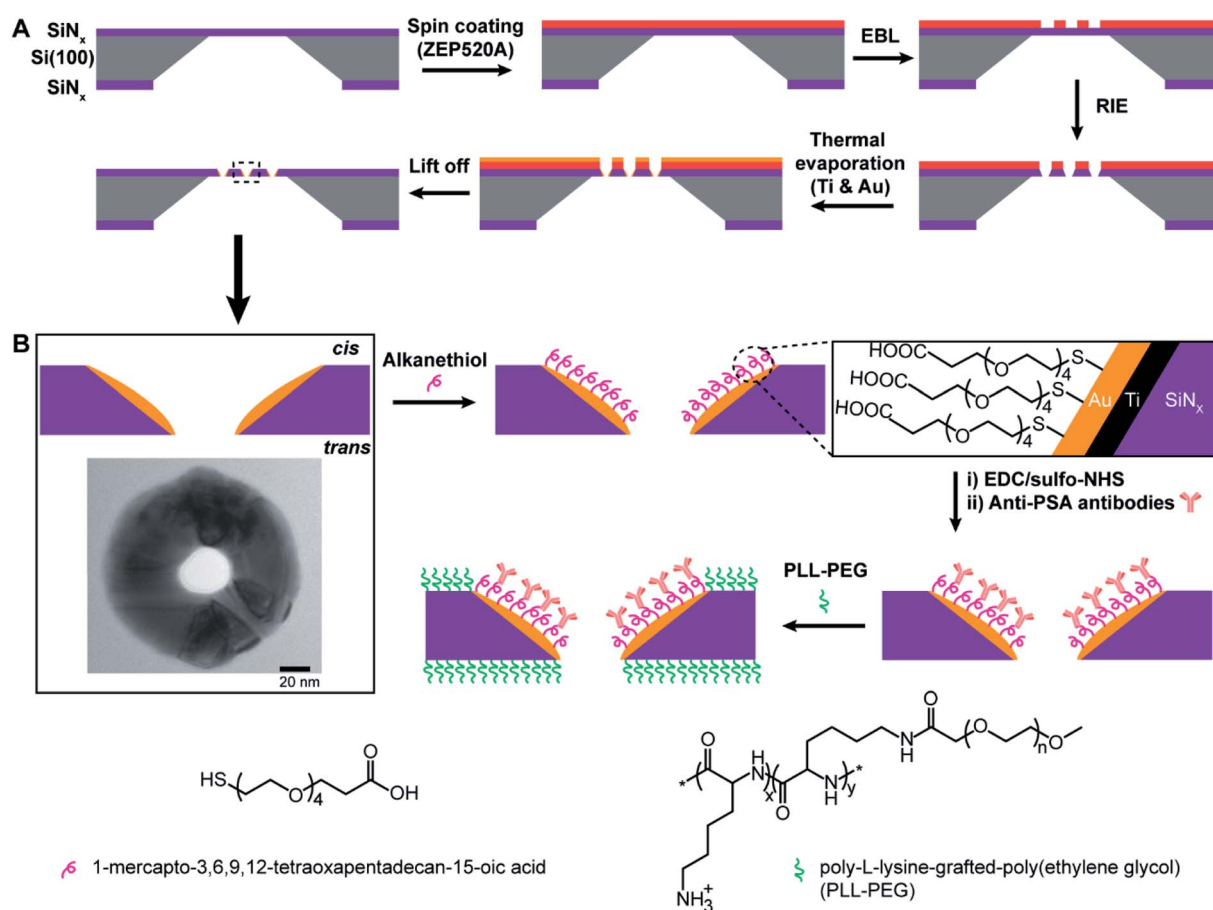 A
SiNx
Si(100)
SiNx
Spin coating
(ZEP520A)
EBL
RIE
Thermal
evaporation
(Ti & Au)
Lift off
B
cis
trans
20 nm
Alkanethiol
HOOC
O
4
S
HOOC
O
4
S
HOOC
O
4
S
Au
Ti
SiNx
i) EDC/sulfo-NHS
ii) Anti-PSA antibodies
PLL-PEG
HS
O
4
O
OH
1-mercapto-3,6,9,12-tetraoxapentadecan-15-oic acid
*
O
H
N
x
O
N
H
y
*
N
H
O
O
n
O
NH3+
poly-L-lysine-grafted-poly(ethylene glycol)
(PLL-PEG)